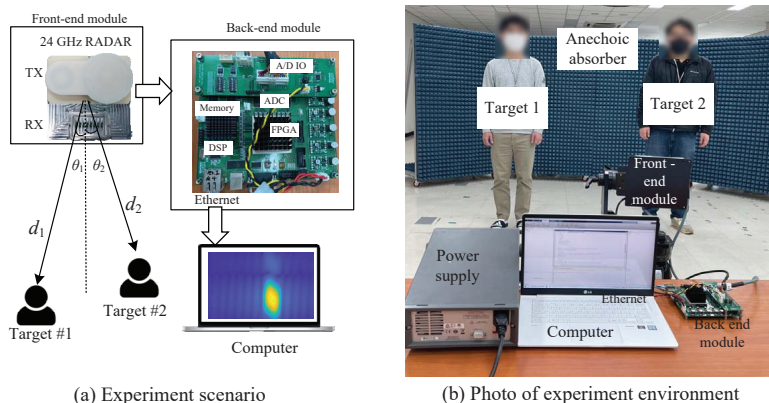 Front-end module
24 GHz RADAR
TX
RX
θ1
θ2
d1
d2
Target #1
Target #2
Back-end module
A/D IO
Memory
ADC
FPGA
DSP
Ethernet
Computer
(a) Experiment scenario
Anechoic
absorber
Target 1
Target 2
Front -
end
module
Power
supply
Ethernet
LG
Computer
Back end
module
(b) Photo of experiment environment